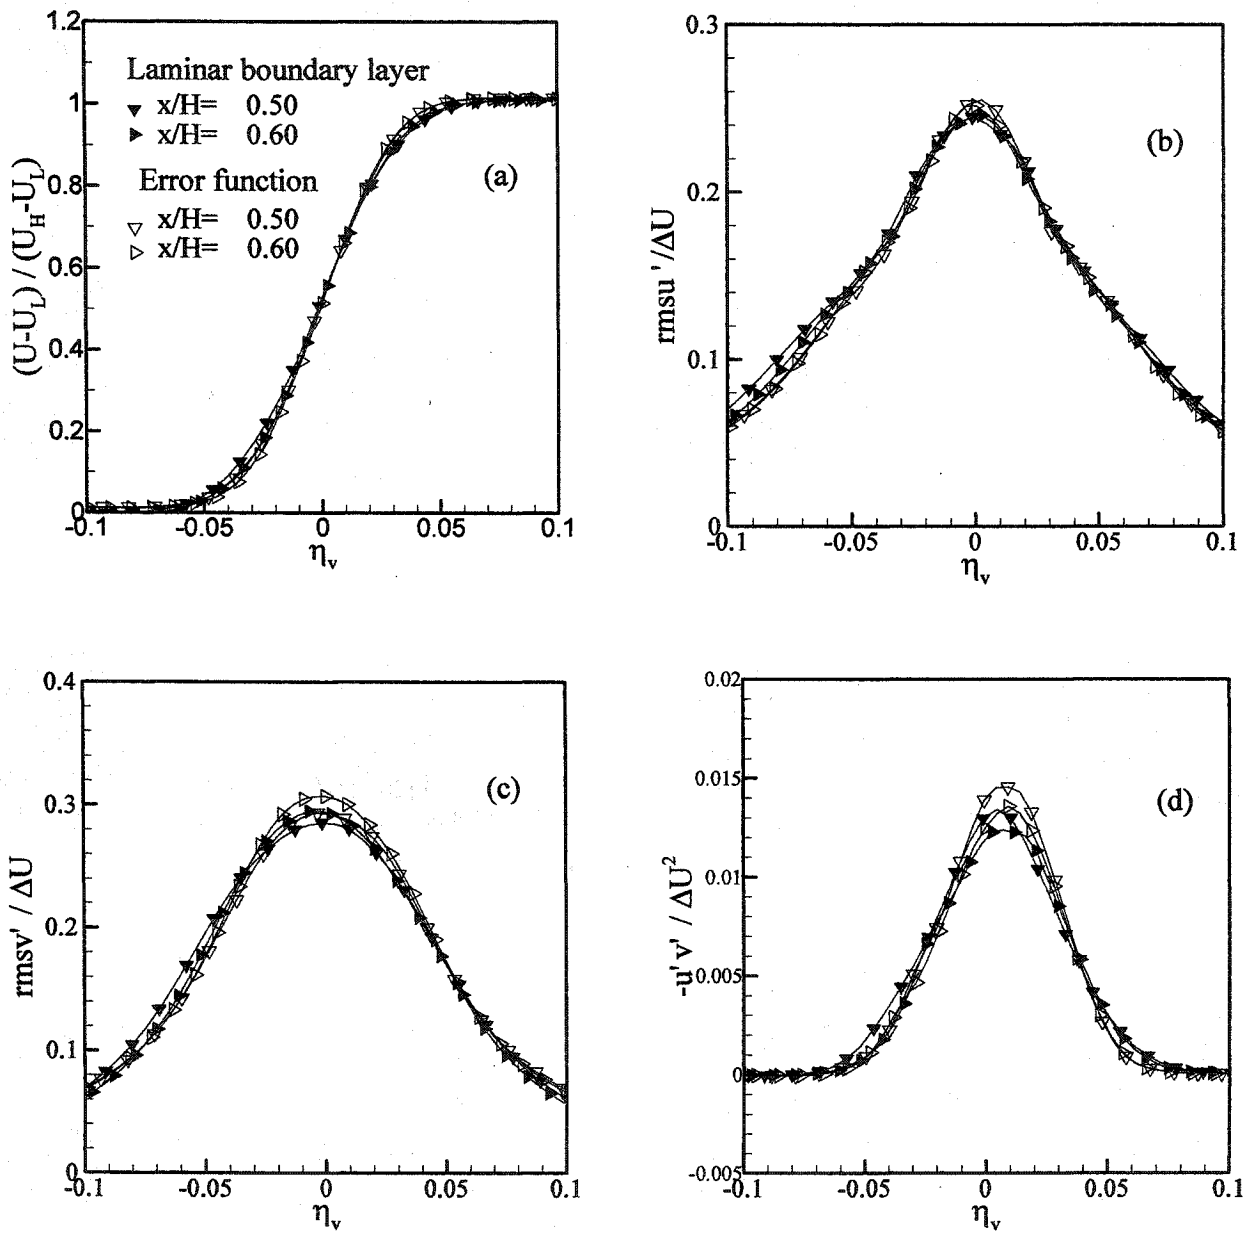 1.2
1
0.8
0.6
0.4
0.2
0
(U-U_L) / (U_H-U_L)
Laminar boundary layer
▼ x/H= 0.50
► x/H= 0.60
Error function
▽ x/H= 0.50
▷ x/H= 0.60
(a)
-0.1 -0.05 0 0.05 0.1
η_v
0.3
0.2
0.1
0
rmsu'/ΔU
(b)
-0.1 -0.05 0 0.05 0.1
η_v
0.4
0.3
0.2
0.1
0
rmsv' / ΔU
(c)
-0.1 -0.05 0 0.05 0.1
η_v
0.02
0.015
0.01
0.005
0
-0.005
-u'v' / ΔU²
(d)
-0.1 -0.05 0 0.05 0.1
η_v